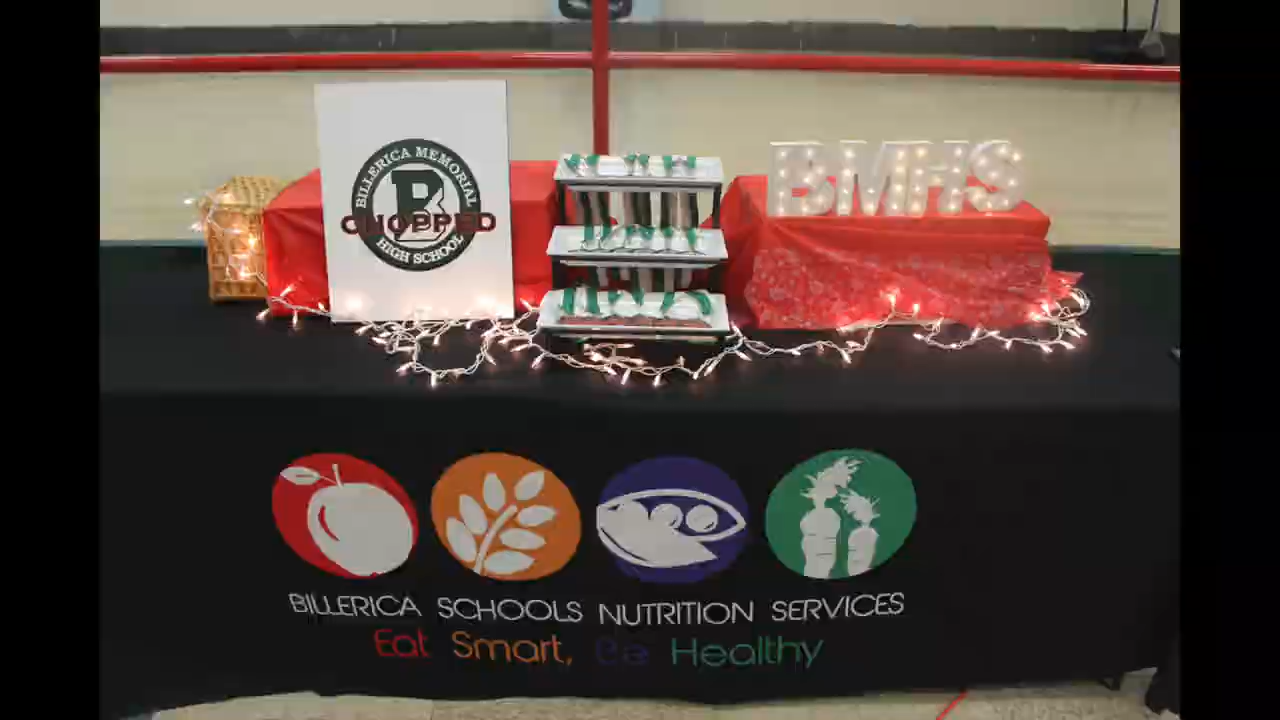 BILLERICA MEMORIAL
B
CHOPPED
HIGH SCHOOL
BMHS
BILLERICA SCHOOLS NUTRITION SERVICES
Eat Smart, Be Healthy